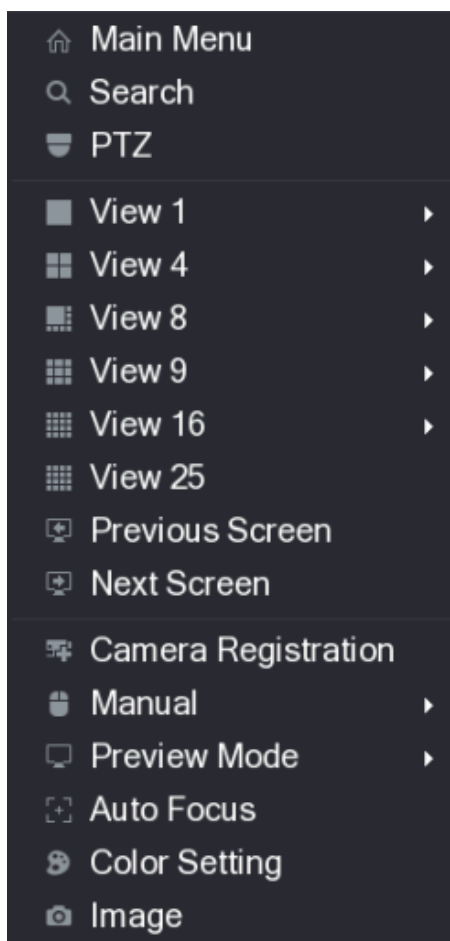 Main Menu
Search
PTZ
View 1
View 4
View 8
View 9
View 16
View 25
Previous Screen
Next Screen
Camera Registration
Manual
Preview Mode
Auto Focus
Color Setting
Image